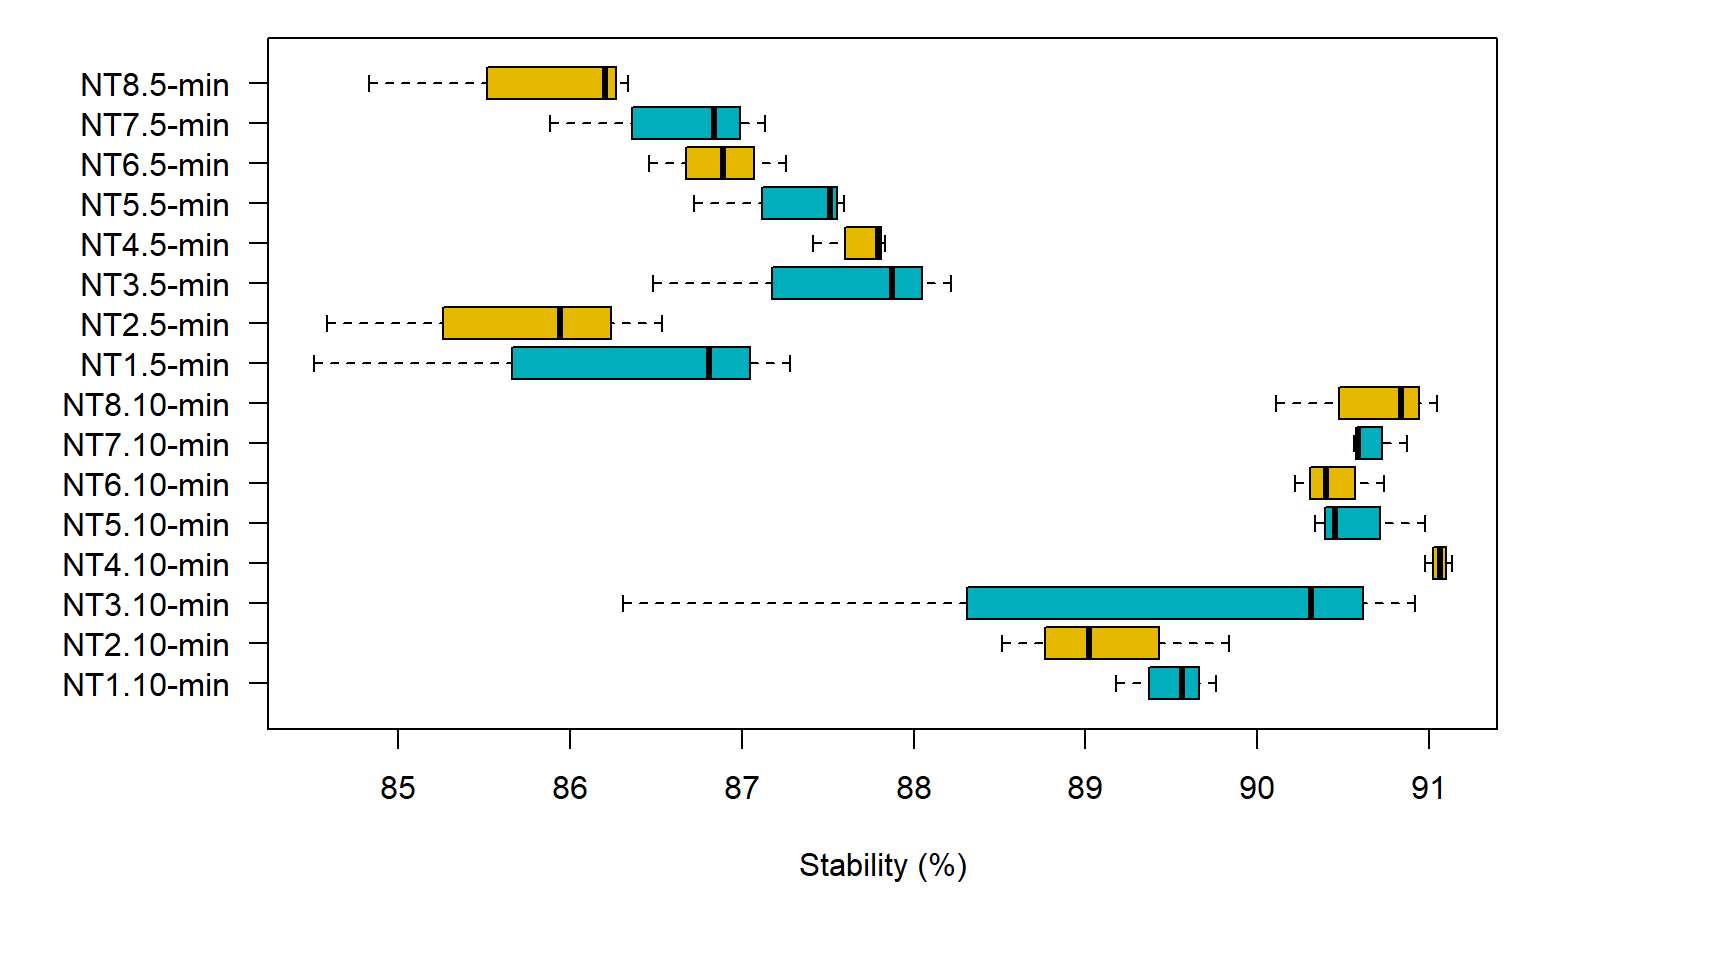 NT8.5-min
NT7.5-min
NT6.5-min
NT5.5-min
NT4.5-min
NT3.5-min
NT2.5-min
NT1.5-min
NT8.10-min
NT7.10-min
NT6.10-min
NT5.10-min
NT4.10-min
NT3.10-min
NT2.10-min
NT1.10-min
85 86 87 88 89 90 91
Stability (%)